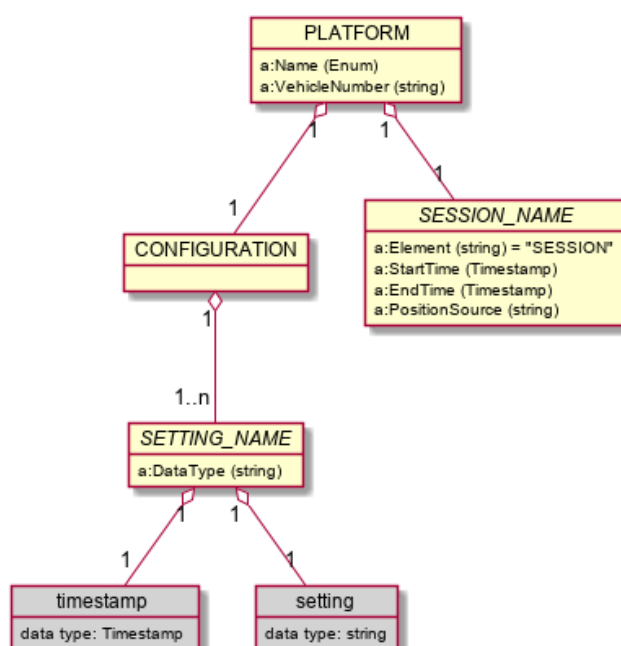 PLATFORM
a:Name (Enum)
a:VehicleNumber (string)
1
1
1
1
SESSION_NAME
a:Element (string) = "SESSION"
a:StartTime (Timestamp)
a:EndTime (Timestamp)
a:PositionSource (string)
CONFIGURATION
1
1..n
SETTING_NAME
a:DataType (string)
1
1
1
1
timestamp
data type: Timestamp
setting
data type: string